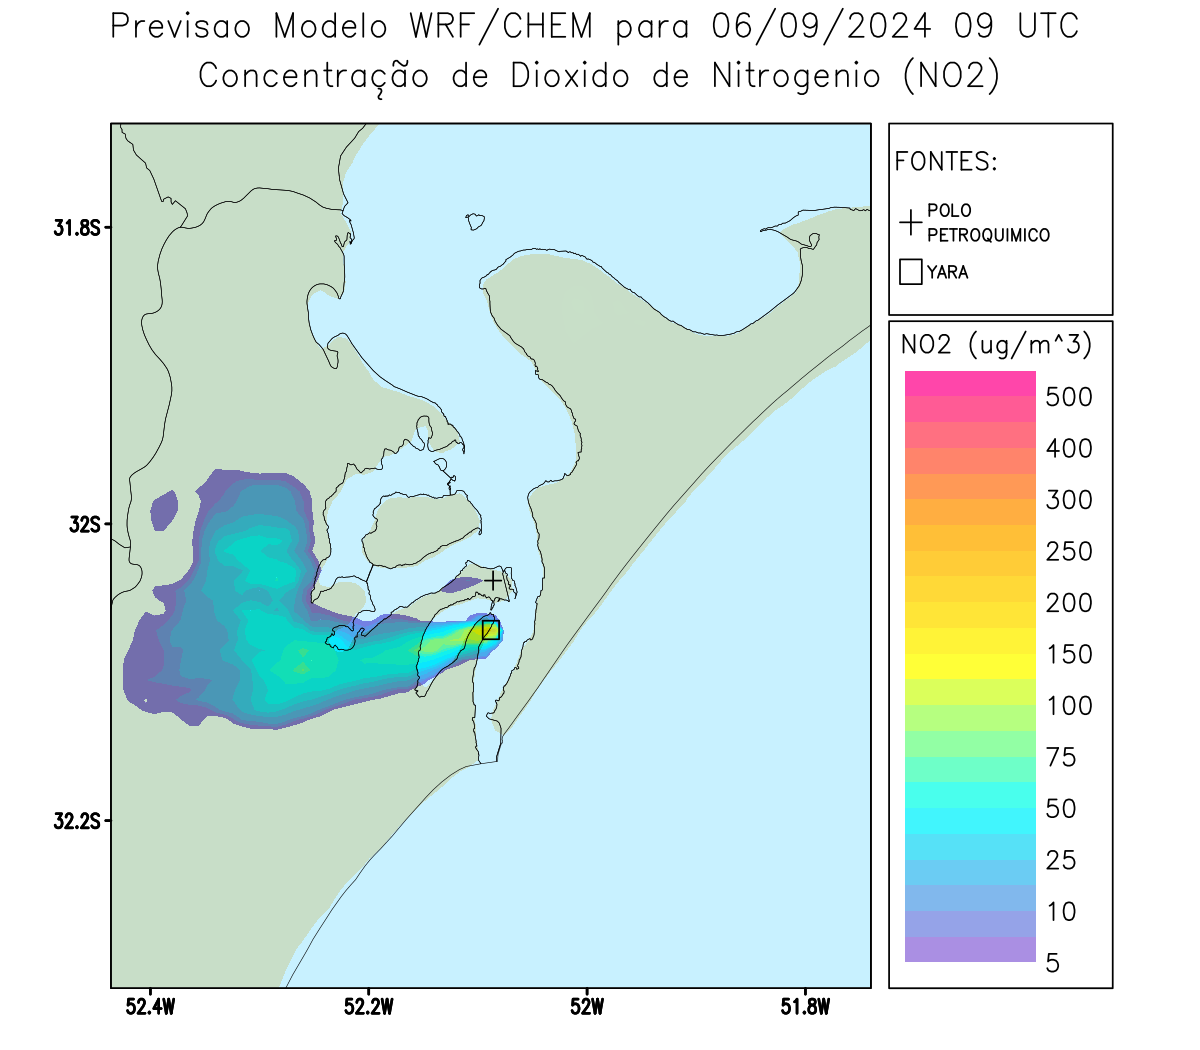 Previsao Modelo WRF/CHEM para 06/09/2024 09 UTC
Concentração de Dioxido de Nitrogenio (NO2)
FONTES:
POLO
PETROQUIMICO
YARA
NO2 (ug/m^3)
500
400
300
250
200
150
100
75
50
25
10
5
31.8S
32S
32.2S
52.4W
52.2W
52W
51.8W